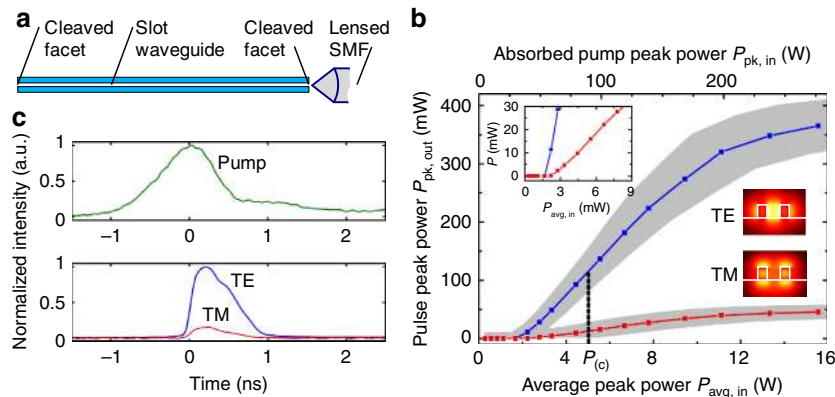 a
Cleaved facet
Slot waveguide
Cleaved facet
Lensed SMF
c
Normalized intensity (a.u.)
1
0.5
0
Pump
−1 0 1 2
1
0.5
0
TE
TM
−1 0 1 2
Time (ns)
b
Absorbed pump peak power P_pk, in (W)
0 100 200
Pulse peak power P_pk,out (mW)
400
300
200
100
0
30
20
10
0
P (mW)
0 3 6 9
P_avg,in (mW)
TE
TM
0 4 8 12 16
P_(c)
Average peak power P_avg,in (W)